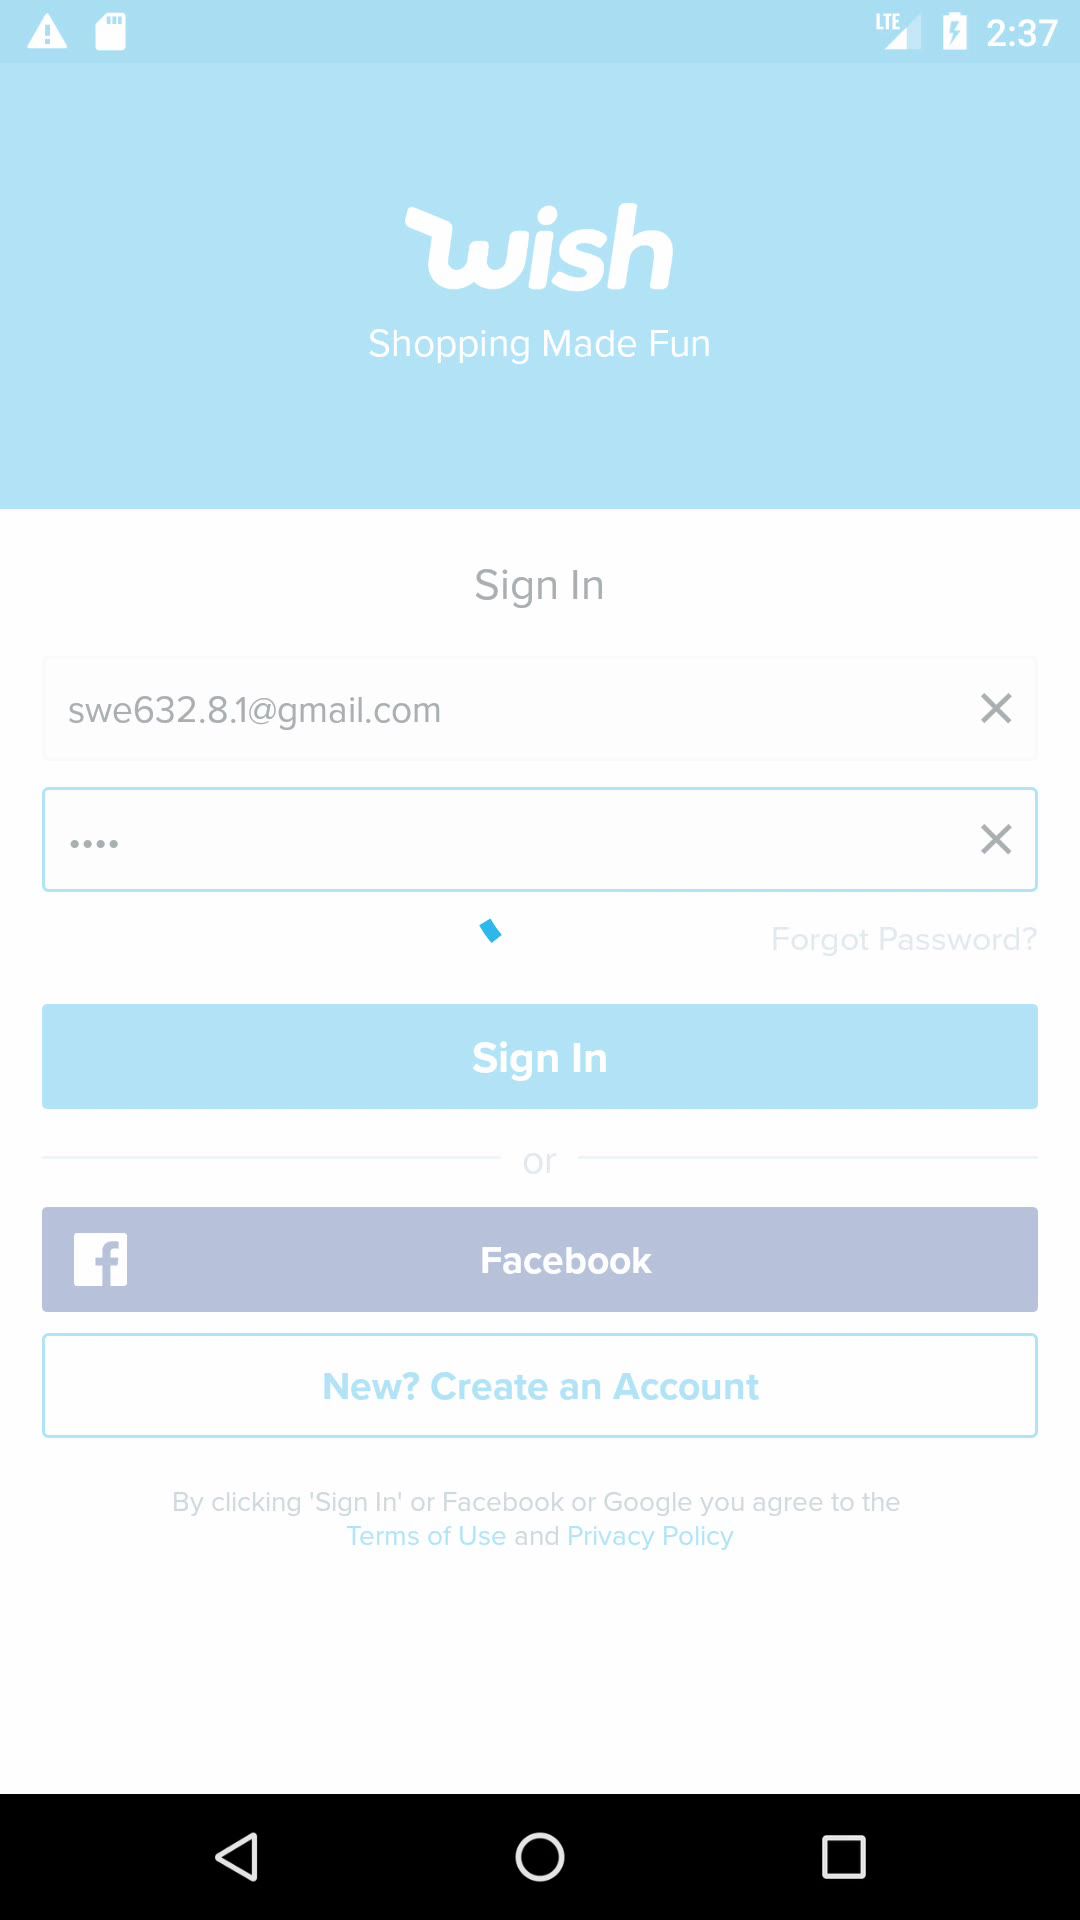 LTE 2:37
wish
Shopping Made Fun
Sign In
swe632.8.1@gmail.com
••••
Forgot Password?
Sign In
or
Facebook
New? Create an Account
By clicking 'Sign In' or Facebook or Google you agree to the
Terms of Use and Privacy Policy